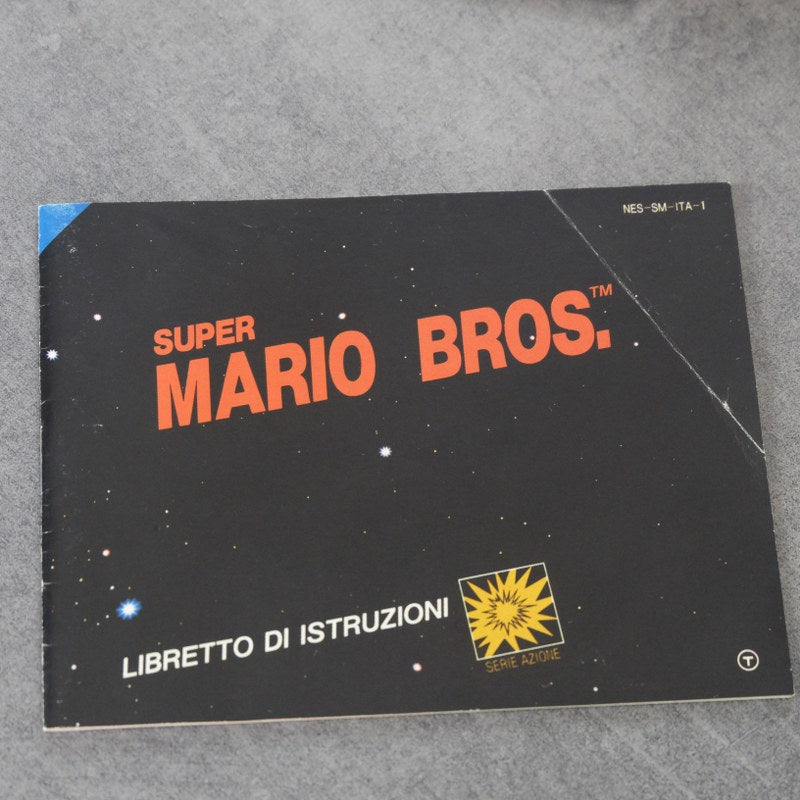 NES-SM-ITA-1
SUPER
MARIO BROS.™
LIBRETTO DI ISTRUZIONI
SERIE AZIONE
T